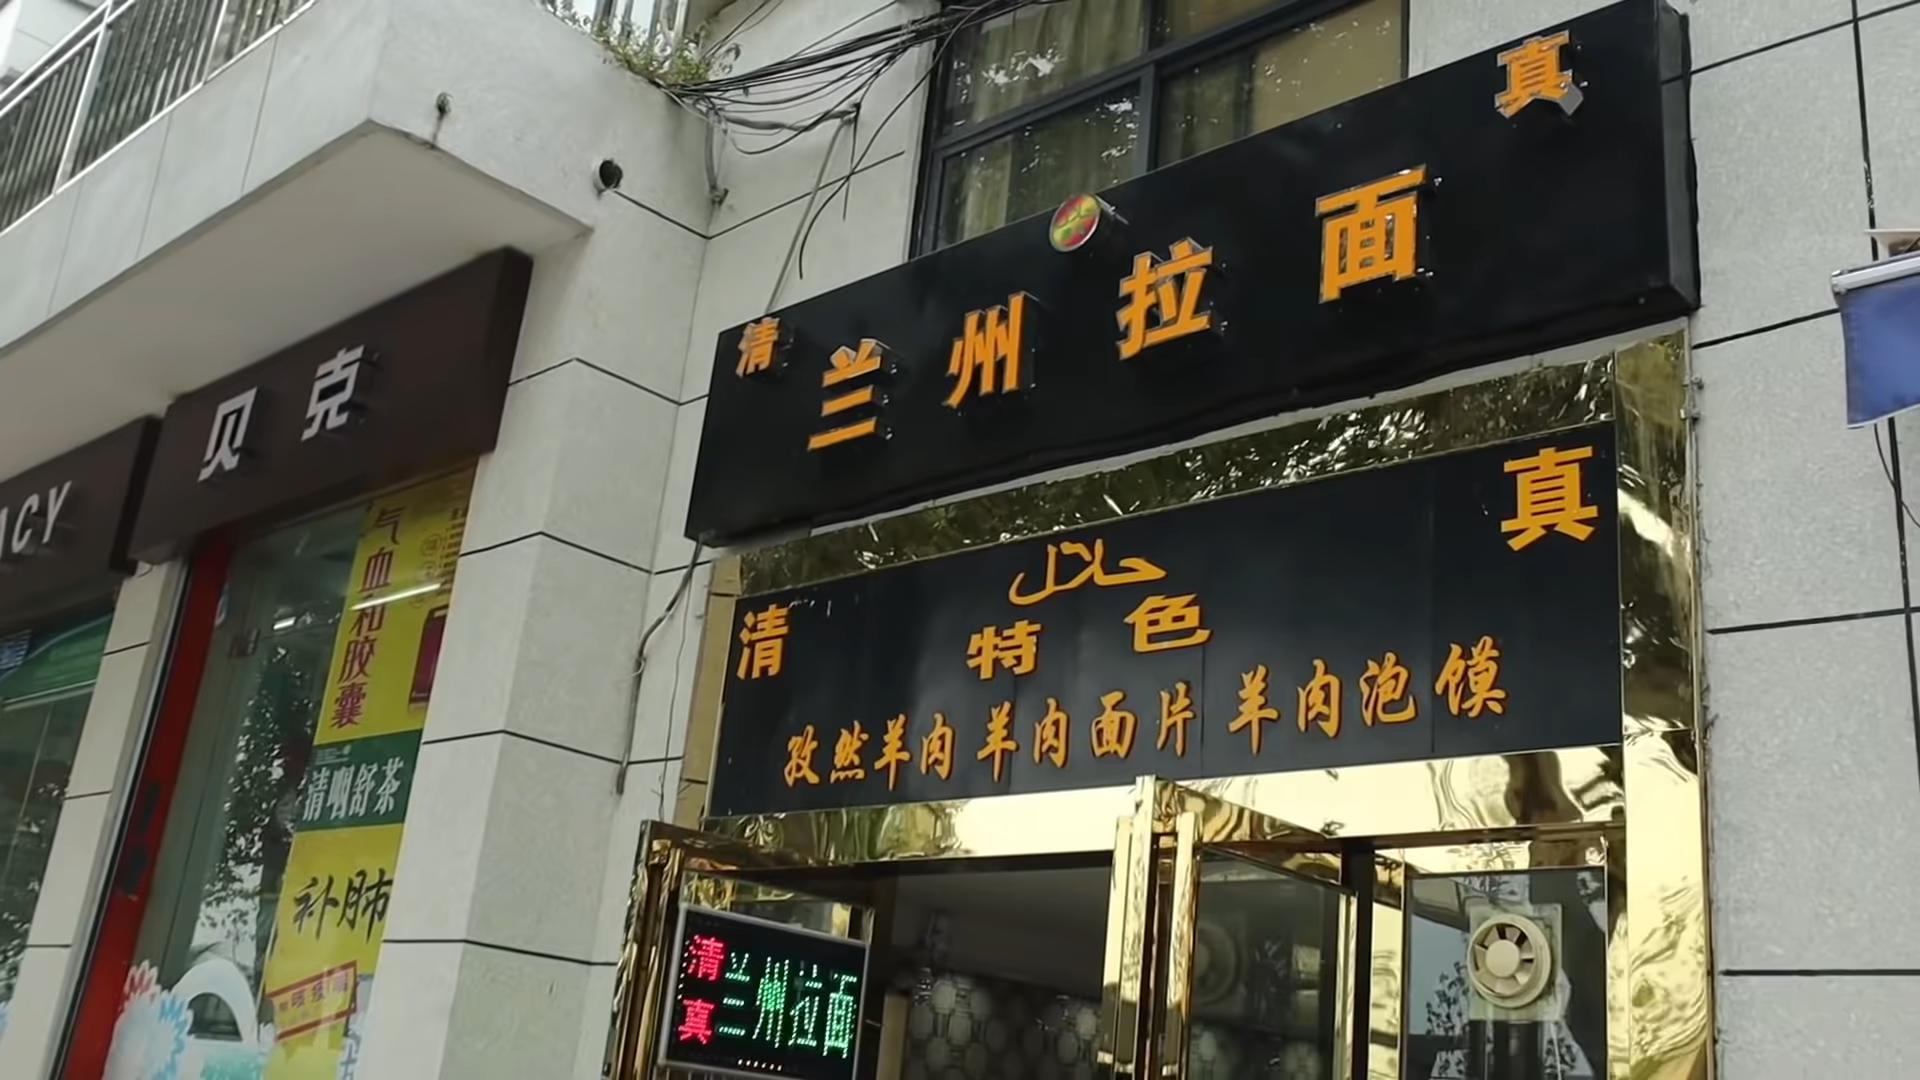 清 兰州拉面 真
清 حلال 真
特色
孜然羊肉 羊肉面片 羊肉泡馍
清真 兰州拉面
贝克
ACY
气血和胶囊
清咽舒茶
补肺